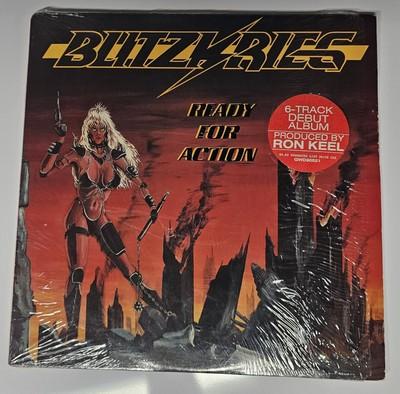 BLITZKRIEG
READY
FOR
ACTION
6-TRACK
DEBUT
ALBUM
PRODUCED BY
RON KEEL